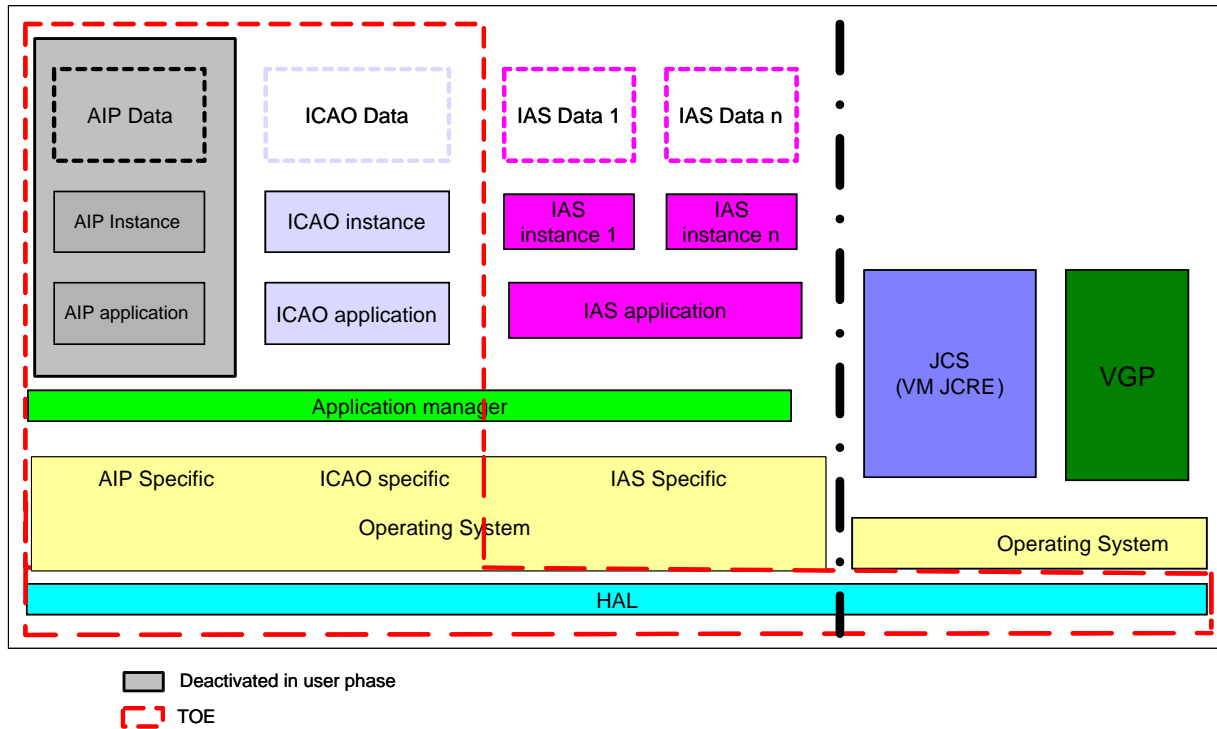 AIP Data
ICAO Data
IAS Data 1
IAS Data n
AIP Instance
ICAO instance
IAS
instance 1
IAS
instance n
AIP application
ICAO application
IAS application
JCS
(VM JCRE)
VGP
Application manager
AIP Specific
ICAO specific
IAS Specific
Operating System
Operating System
HAL
Deactivated in user phase
TOE